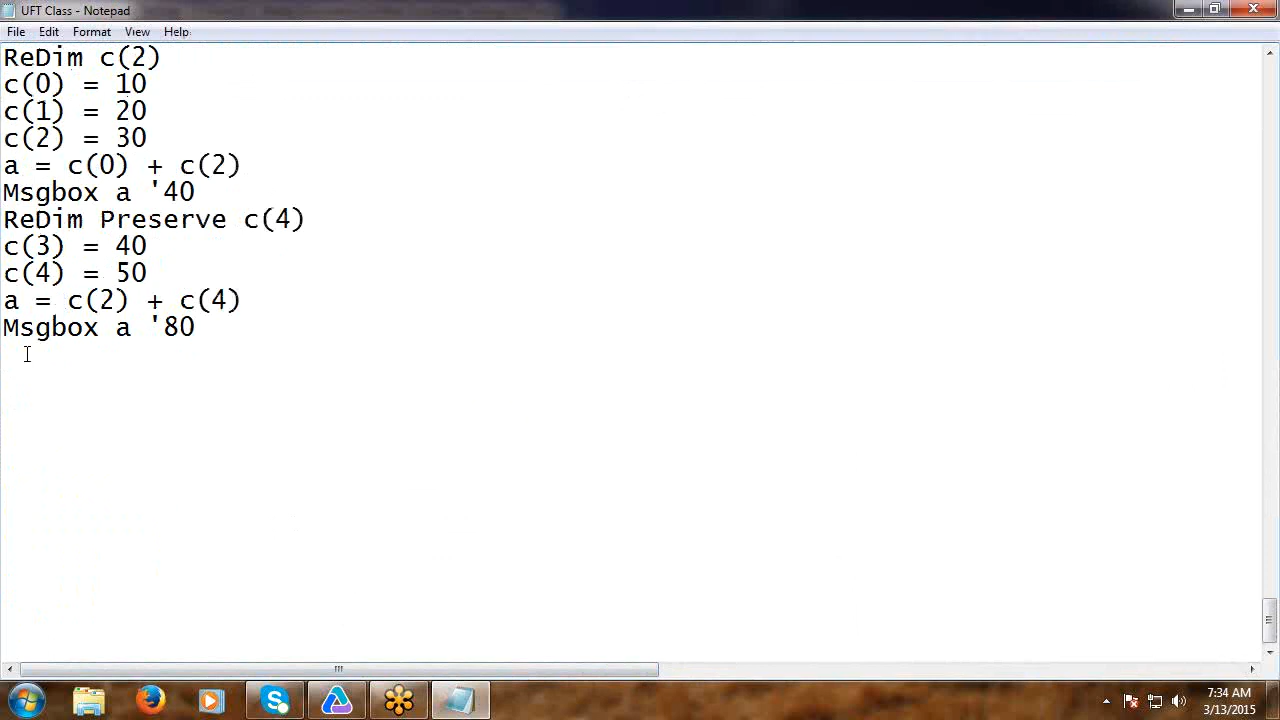 UFT Class - Notepad
File Edit Format View Help
ReDim c(2)
c(0) = 10
c(1) = 20
c(2) = 30
a = c(0) + c(2)
Msgbox a '40
ReDim Preserve c(4)
c(3) = 40
c(4) = 50
a = c(2) + c(4)
Msgbox a '80
7:34 AM
3/13/2015